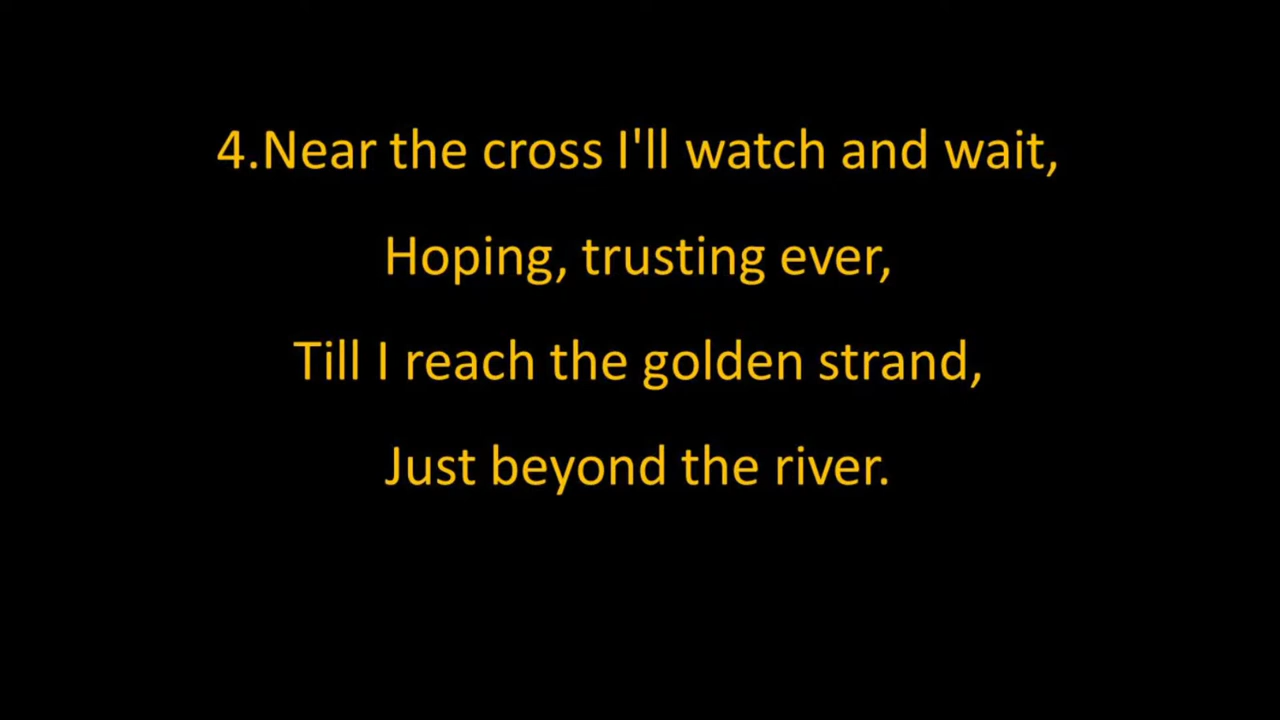 4.Near the cross I'll watch and wait,
Hoping, trusting ever,
Till I reach the golden strand,
Just beyond the river.